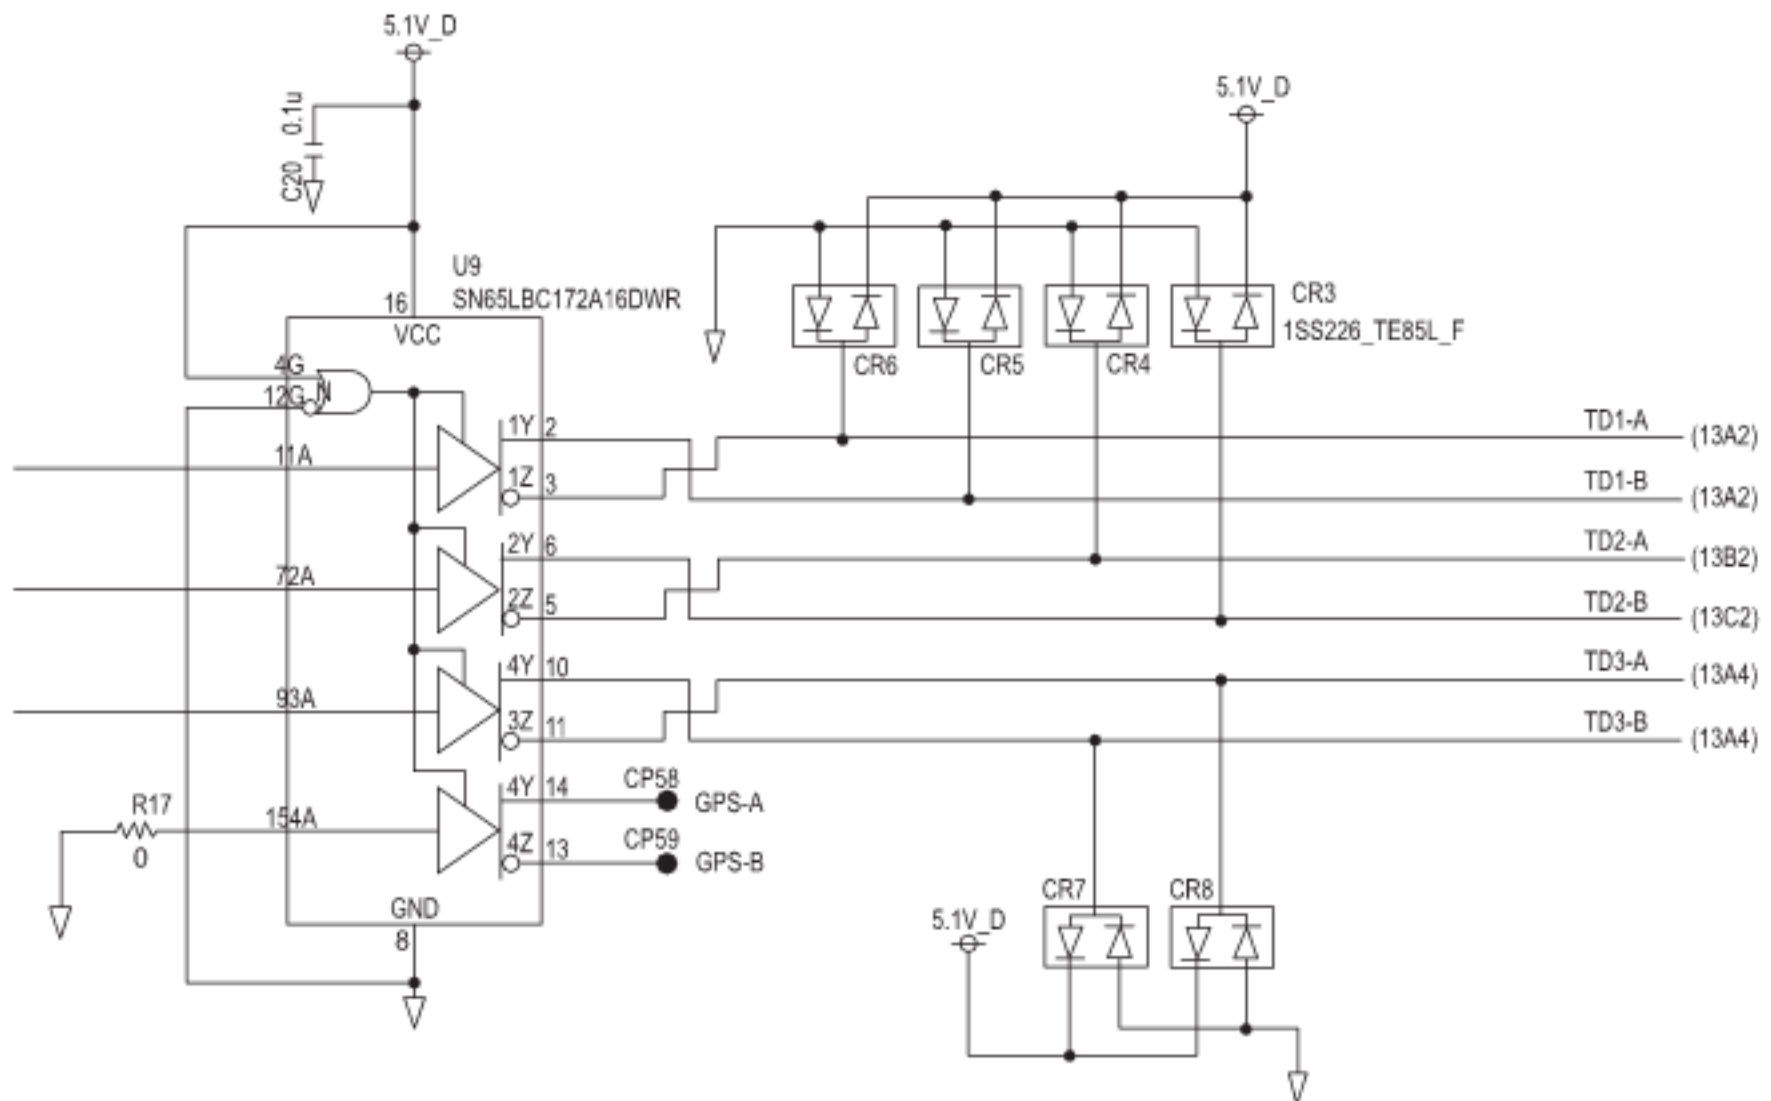 5.1V_D
5.1V_D
0.1u
C20
U9
SN65LBC172A16DWR
16
VCC
CR3
1SS226_TE85L_F
CR6
CR5
CR4
4G
12G
N
1Y 2
TD1-A (13A2)
11A
1Z 3
TD1-B (13A2)
2Y 6
TD2-A (13B2)
72A
2Z 5
TD2-B (13C2)
4Y 10
TD3-A (13A4)
93A
3Z 11
TD3-B (13A4)
4Y 14
CP58
GPS-A
R17
0
154A
4Z 13
CP59
GPS-B
GND
8
CR7
CR8
5.1V_D